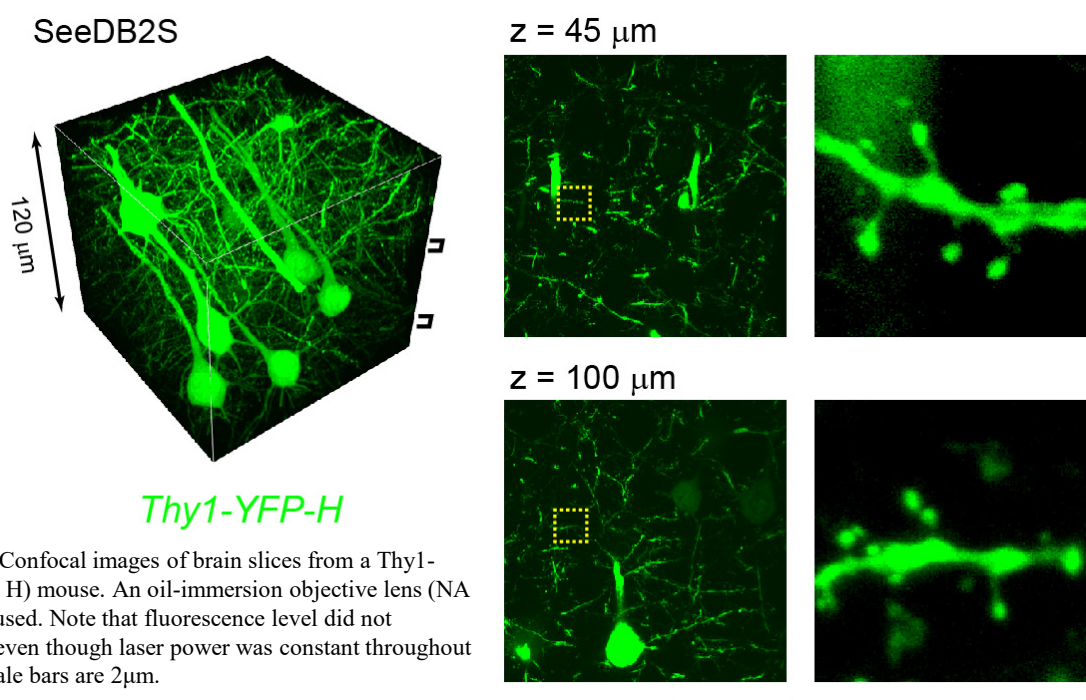 SeeDB2S
120 μm
Thy1-YFP-H
Confocal images of brain slices from a Thy1-
H) mouse. An oil-immersion objective lens (NA
used. Note that fluorescence level did not
even though laser power was constant throughout
ale bars are 2μm.
z = 45 μm
z = 100 μm